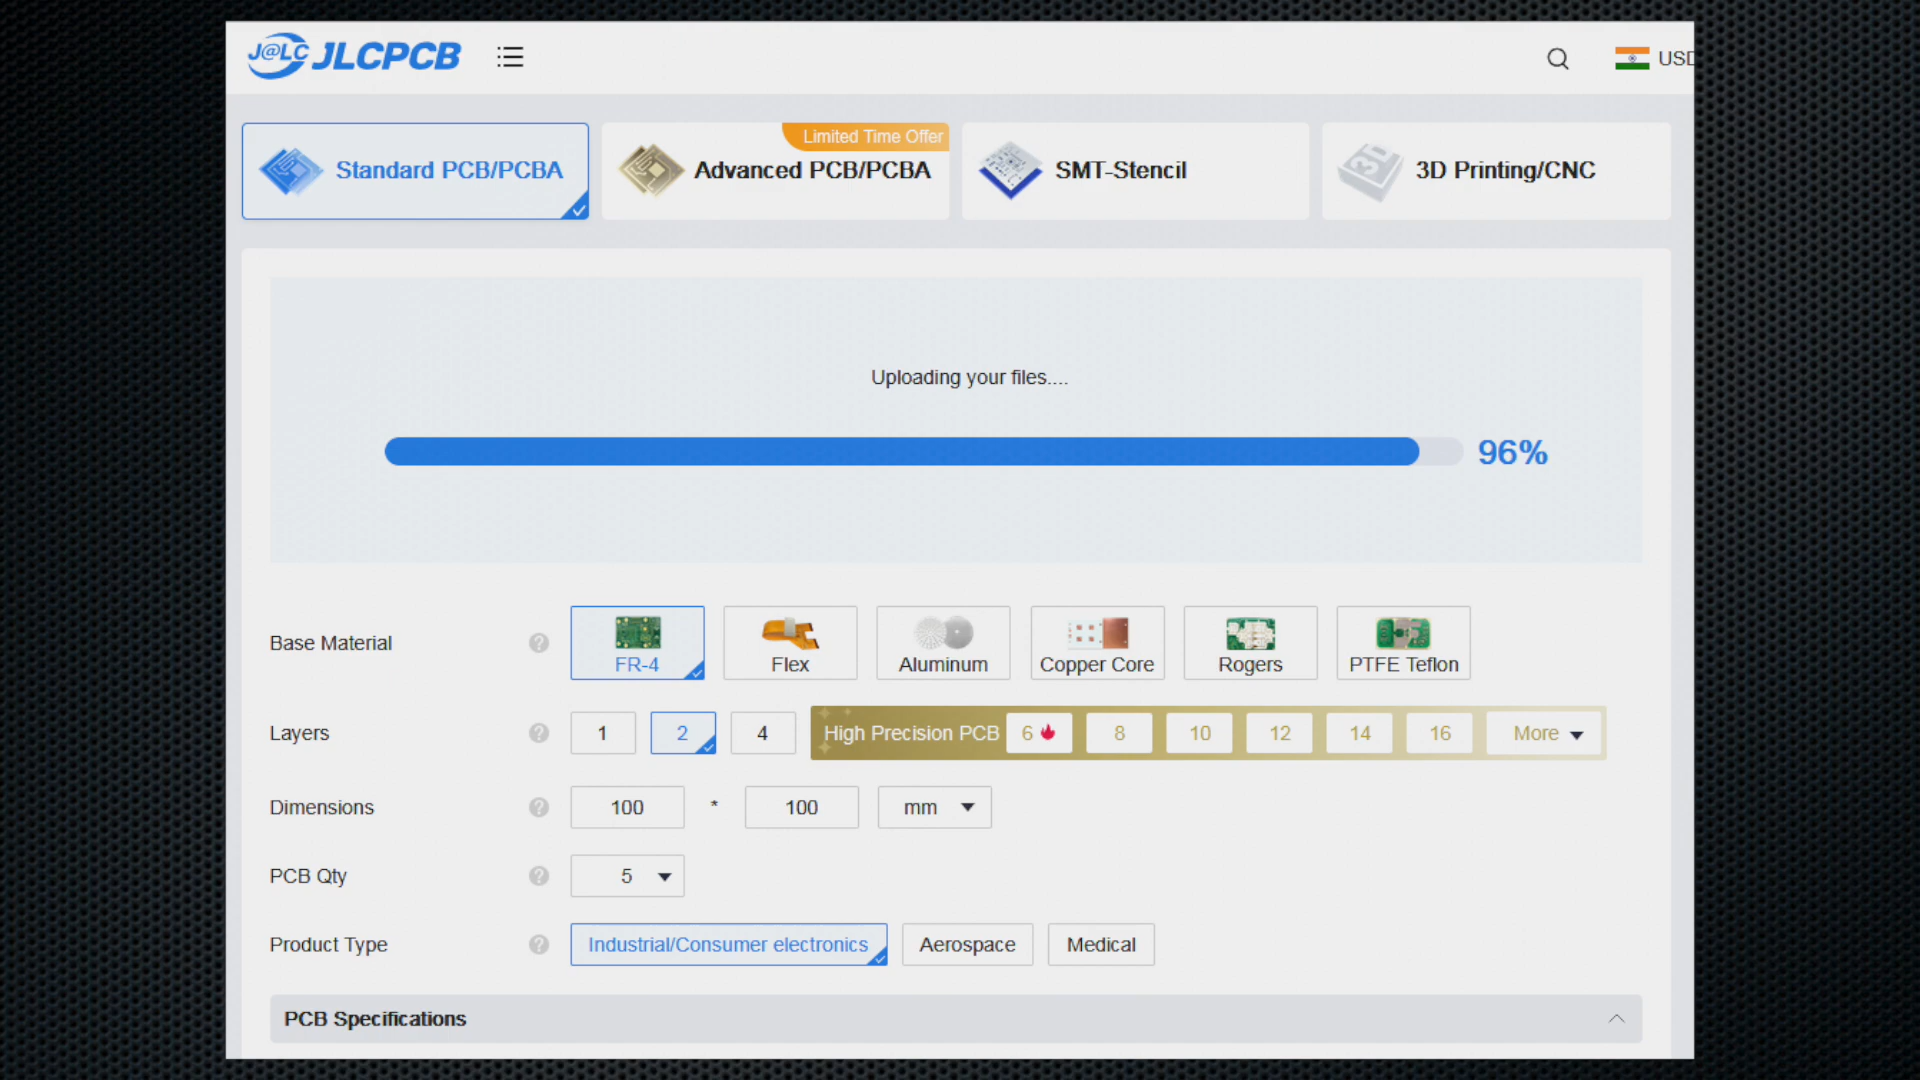 J@LC JLCPCB
USD
Standard PCB/PCBA
Limited Time Offer
Advanced PCB/PCBA
SMT-Stencil
3D
3D Printing/CNC
Uploading your files....
96%
Base Material
?
FR-4
Flex
Aluminum
Copper Core
Rogers
PTFE Teflon
Layers
?
1
2
4
High Precision PCB
6
8
10
12
14
16
More
Dimensions
?
100
*
100
mm
PCB Qty
?
5
Product Type
?
Industrial/Consumer electronics
Aerospace
Medical
PCB Specifications